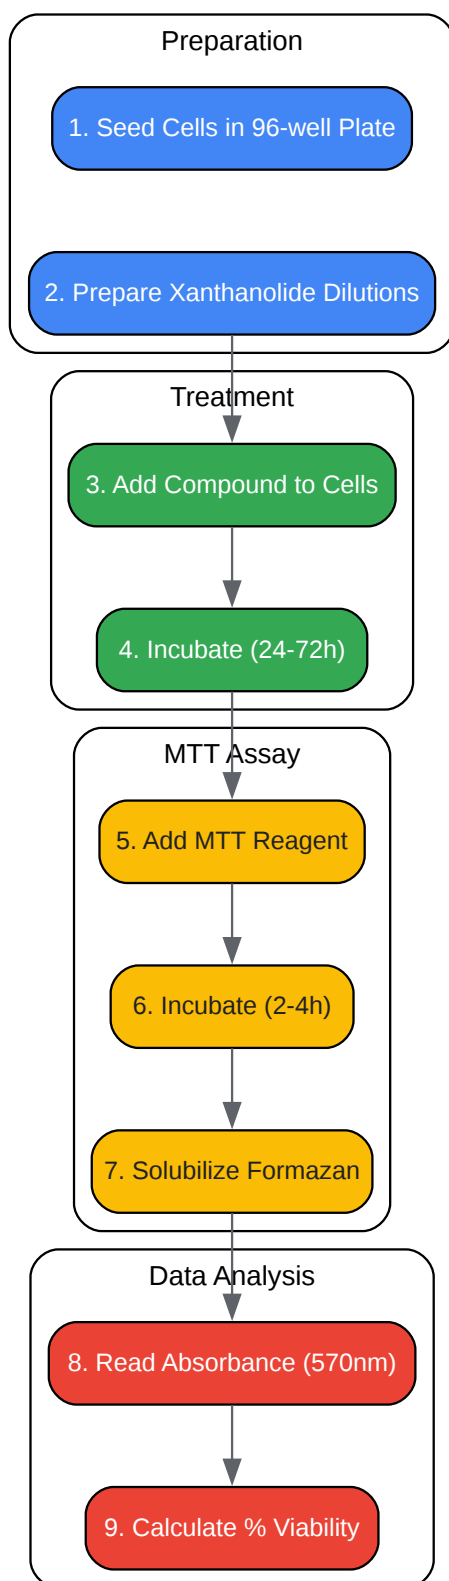 Preparation
1. Seed Cells in 96-well Plate
2. Prepare Xanthanolide Dilutions
Treatment
3. Add Compound to Cells
4. Incubate (24-72h)
MTT Assay
5. Add MTT Reagent
6. Incubate (2-4h)
7. Solubilize Formazan
Data Analysis
8. Read Absorbance (570nm)
9. Calculate % Viability